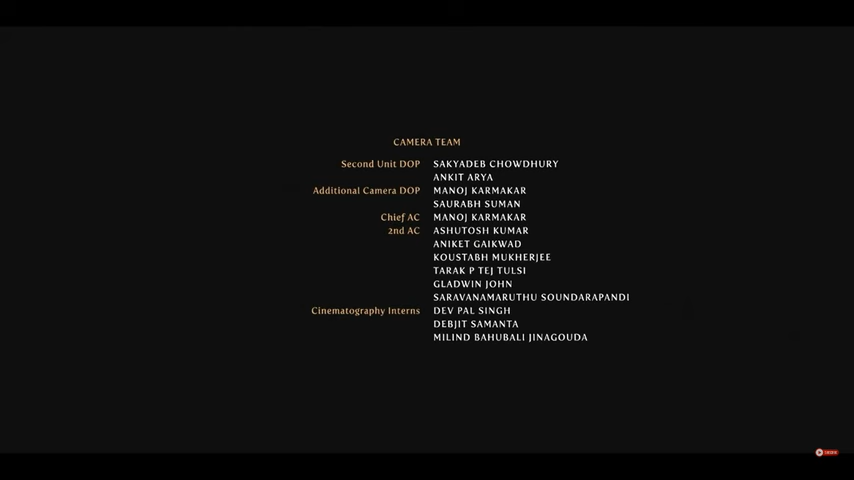 CAMERA TEAM
Second Unit DOP SAKYADEB CHOWDHURY
ANKIT ARYA
Additional Camera DOP MANOJ KARMAKAR
SAURABH SUMAN
Chief AC MANOJ KARMAKAR
2nd AC ASHUTOSH KUMAR
ANIKET GAIKWAD
KOUSTABH MUKHERJEE
TARAK P TEJ TULSI
GLADWIN JOHN
SARAVANAMARUTHU SOUNDARAPANDI
Cinematography Interns DEV PAL SINGH
DEBJIT SAMANTA
MILIND BAHUBALI JINAGOUDA